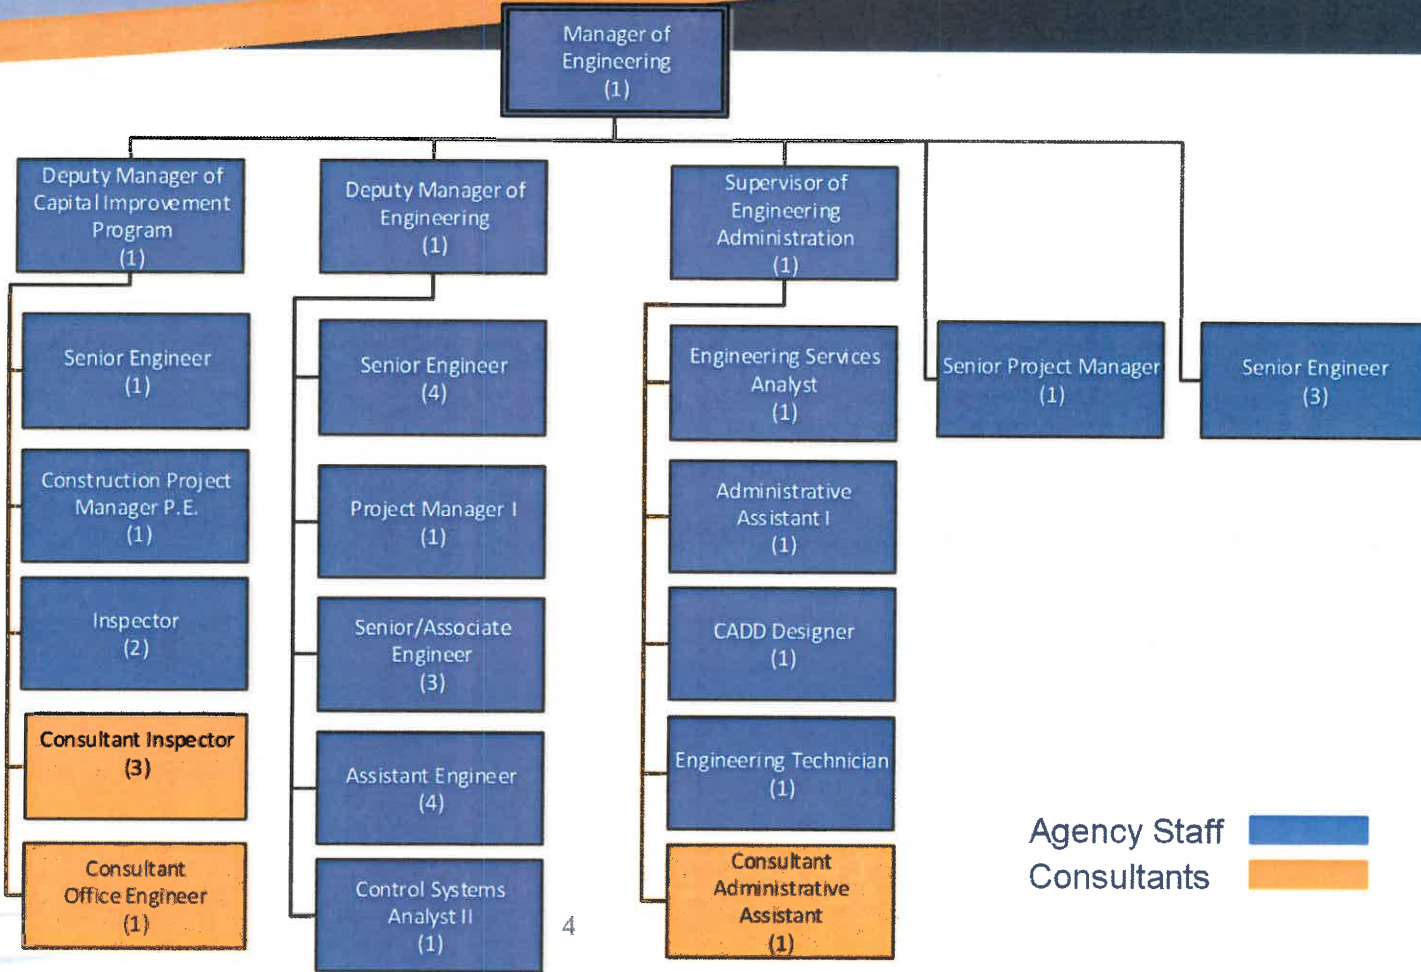 Manager of
Engineering
(1)
Deputy Manager of
Capital Improvement
Program
(1)
Senior Engineer
(1)
Construction Project
Manager P.E.
(1)
Inspector
(2)
Consultant Inspector
(3)
Consultant
Office Engineer
(1)
Deputy Manager of
Engineering
(1)
Senior Engineer
(4)
Project Manager I
(1)
Senior/Associate
Engineer
(3)
Assistant Engineer
(4)
Control Systems
Analyst II
(1)
Supervisor of
Engineering
Administration
(1)
Engineering Services
Analyst
(1)
Administrative
Assistant I
(1)
CADD Designer
(1)
Engineering Technician
(1)
Consultant
Administrative
Assistant
(1)
Senior Project Manager
(1)
Senior Engineer
(3)
Agency Staff
Consultants
4